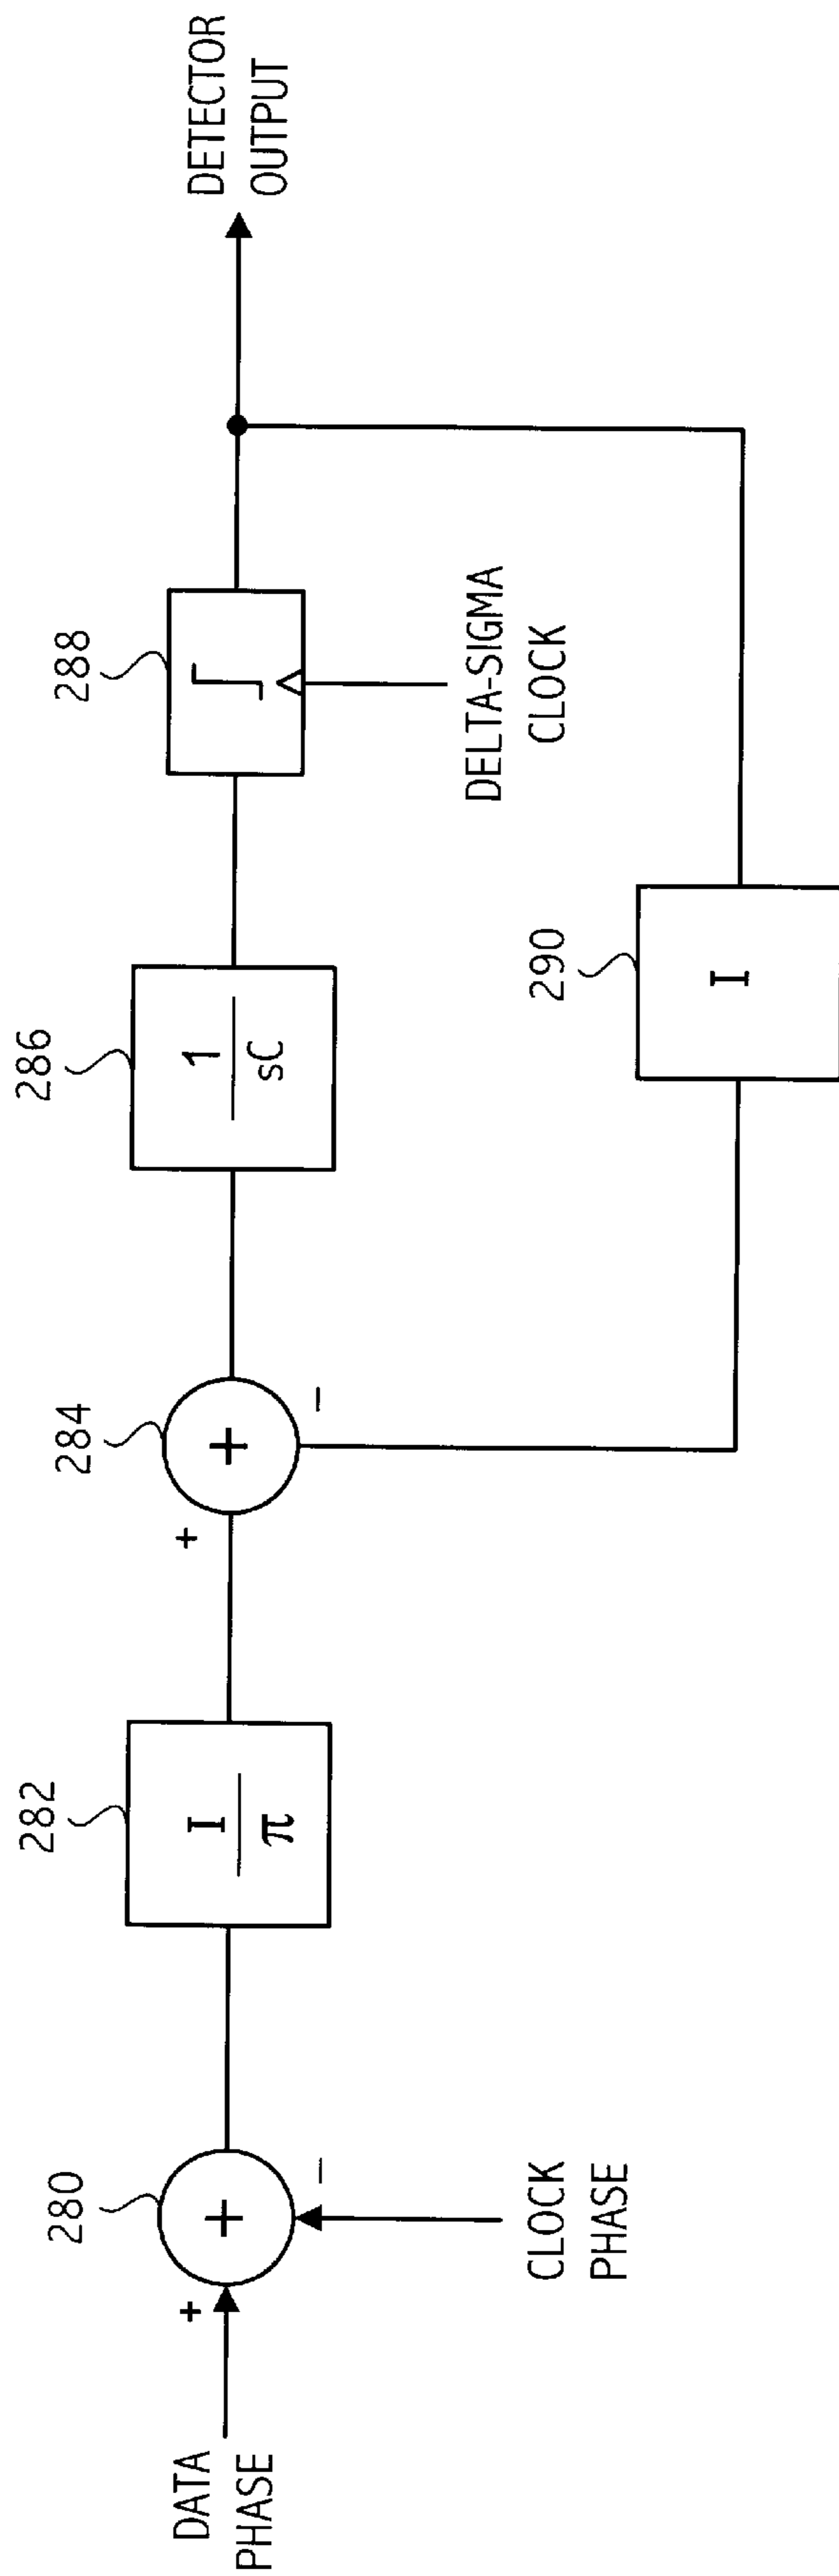 DATA
PHASE
+
280
+
−
CLOCK
PHASE
282
I
π
+
284
+
−
286
1
sC
288
DELTA-SIGMA
CLOCK
290
I
DETECTOR
OUTPUT